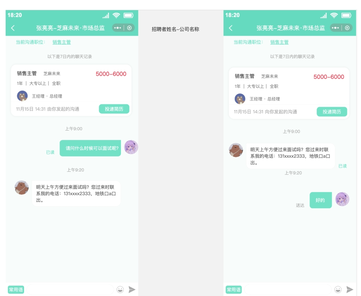 18:20
张亮亮-芝麻未来-市场总监
当前沟通职位： 销售主管
以下是7日内的聊天记录
销售主管 芝麻未来 5000~6000
1年 | 大专以上 | 全职
王经理·总经理
11月10日 14:31 由你发起的沟通
投递简历
上午9:00
请问什么时候可以面试呢?
已读
上午9:00
明天上午方便过来面试吗？您过来时联
系我的电话：131xxxx2333。地铁口a口
出。
常用语
招聘者姓名-公司名称
18:20
张亮亮-芝麻未来-市场总监
当前沟通职位： 销售主管
以下是7日内的聊天记录
销售主管 芝麻未来 5000~6000
1年 | 大专以上 | 全职
王经理·总经理
11月10日 14:31 向你发起的沟通
投递简历
上午9:00
明天上午方便过来面试吗？您过来时联
系我的电话：131xxxx2333。地铁口a口
出。
已读
上午9:20
好的
常用语